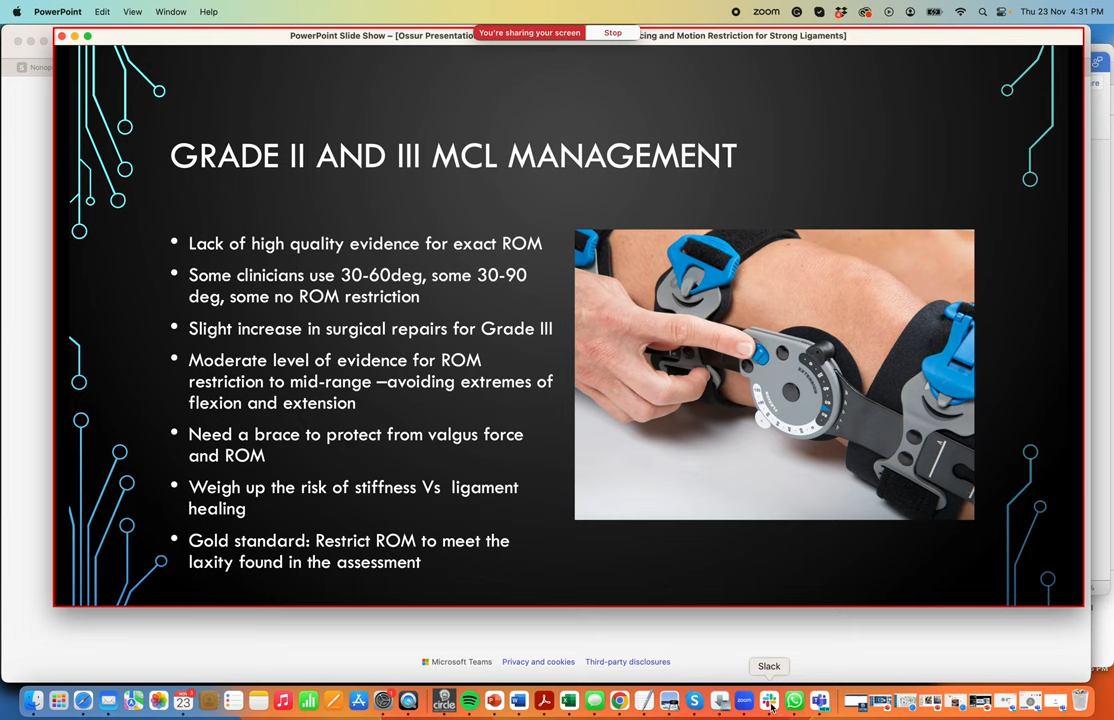 PowerPoint Edit View Window Help
zoom
Thu 23 Nov 4:31 PM
PowerPoint Slide Show – [Ossur Presentatio
You're sharing your screen
Stop
cing and Motion Restriction for Strong Ligaments]
GRADE II AND III MCL MANAGEMENT
• Lack of high quality evidence for exact ROM
• Some clinicians use 30-60deg, some 30-90
deg, some no ROM restriction
• Slight increase in surgical repairs for Grade III
• Moderate level of evidence for ROM
restriction to mid-range –avoiding extremes of
flexion and extension
• Need a brace to protect from valgus force
and ROM
• Weigh up the risk of stiffness Vs  ligament
healing
• Gold standard: Restrict ROM to meet the
laxity found in the assessment
EXTENSION
Microsoft Teams Privacy and cookies Third-party disclosures
Slack
23
circle
zoom